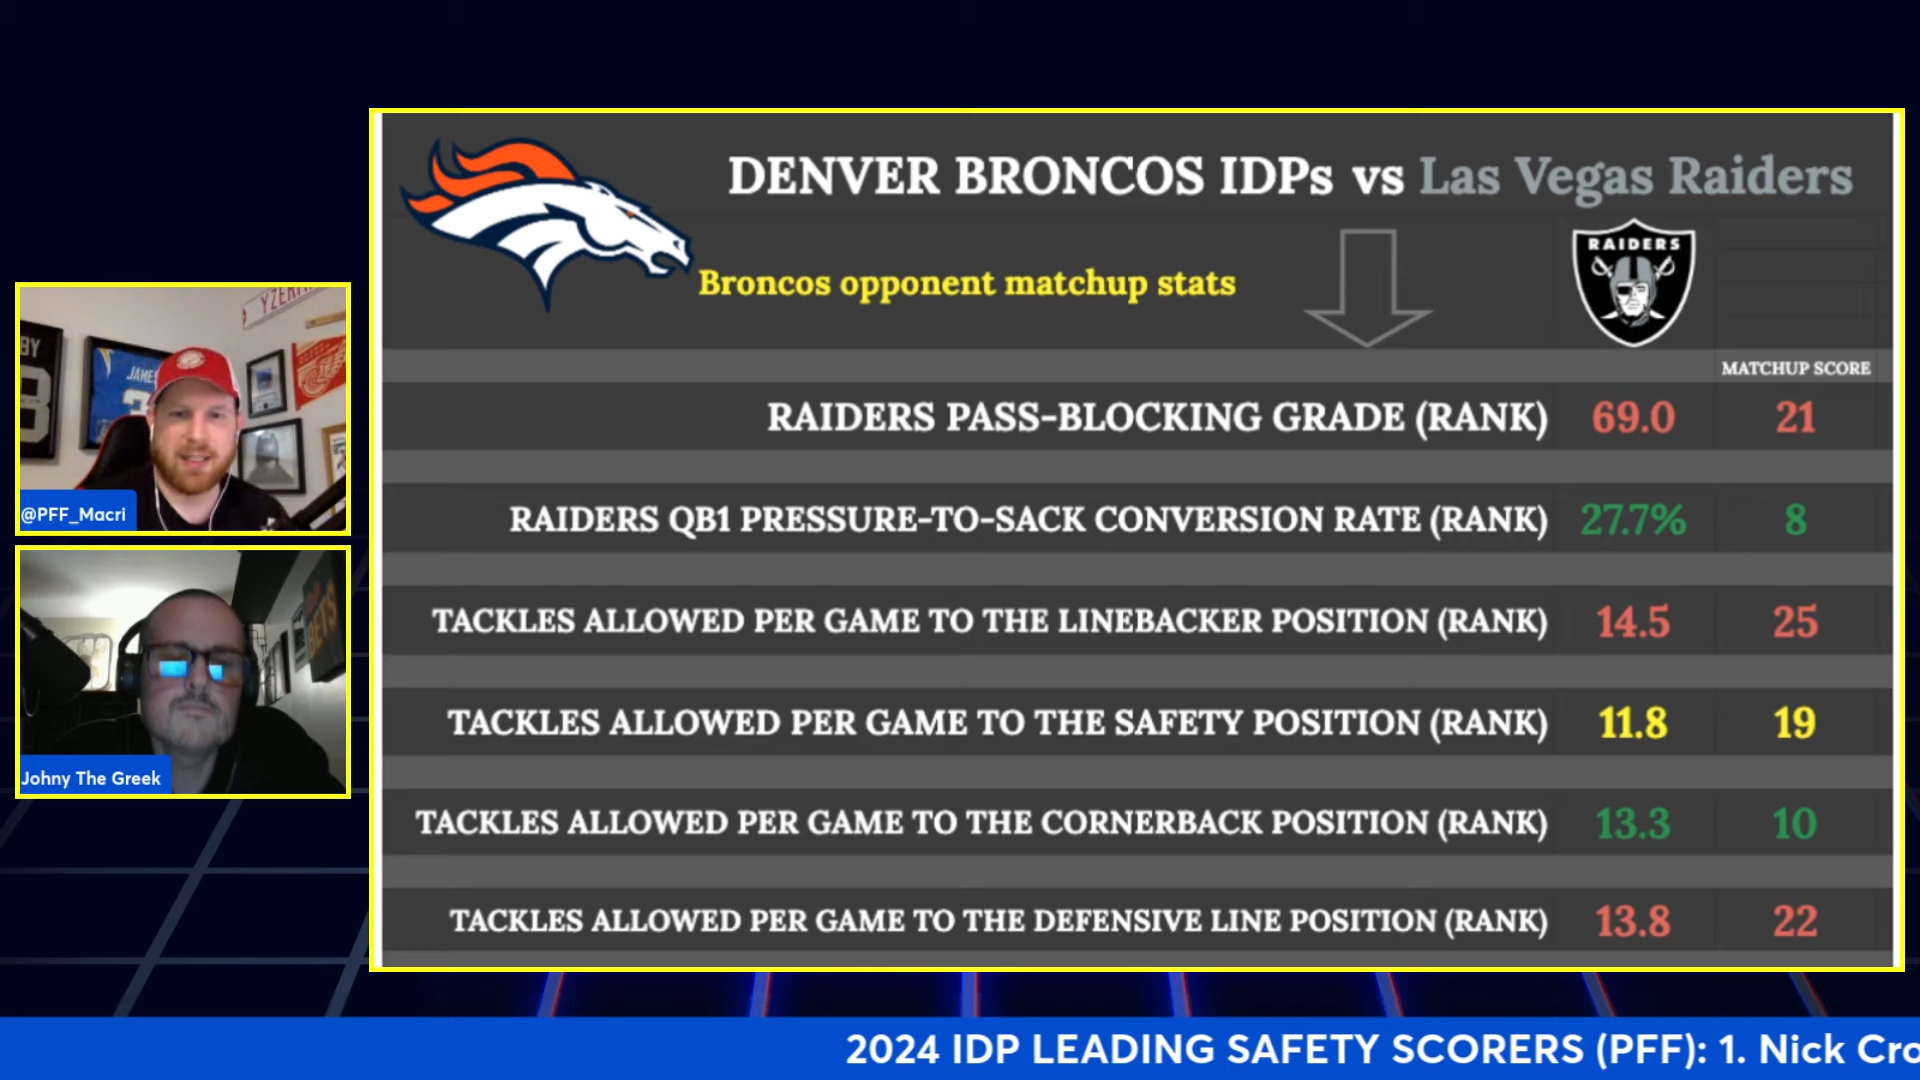 DENVER BRONCOS IDPs vs Las Vegas Raiders
RAIDERS
Broncos opponent matchup stats
MATCHUP SCORE
RAIDERS PASS-BLOCKING GRADE (RANK) 69.0 21
RAIDERS QB1 PRESSURE-TO-SACK CONVERSION RATE (RANK) 27.7% 8
TACKLES ALLOWED PER GAME TO THE LINEBACKER POSITION (RANK) 14.5 25
TACKLES ALLOWED PER GAME TO THE SAFETY POSITION (RANK) 11.8 19
TACKLES ALLOWED PER GAME TO THE CORNERBACK POSITION (RANK) 13.3 10
TACKLES ALLOWED PER GAME TO THE DEFENSIVE LINE POSITION (RANK) 13.8 22
@PFF_Macri
Johny The Greek
BETS
2024 IDP LEADING SAFETY SCORERS (PFF): 1. Nick Cro